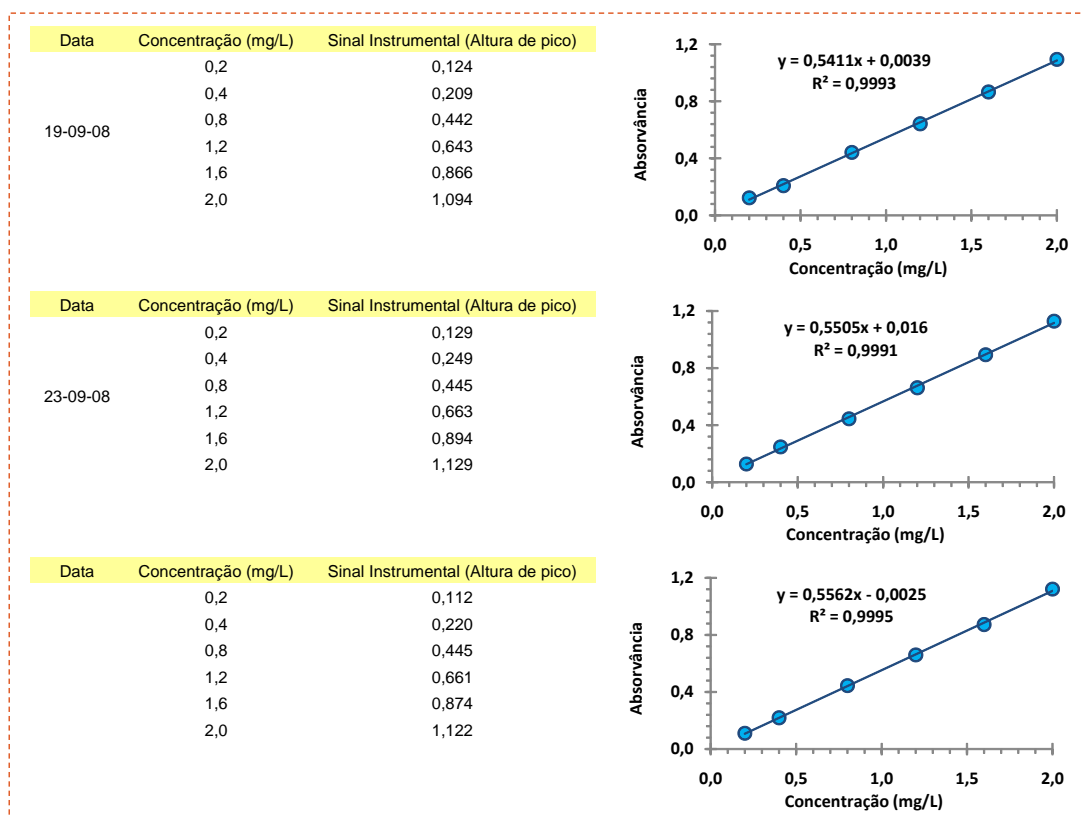 Data Concentração (mg/L) Sinal Instrumental (Altura de pico)
19-09-08
0,2 0,124
0,4 0,209
0,8 0,442
1,2 0,643
1,6 0,866
2,0 1,094
y = 0,5411x + 0,0039
R² = 0,9993
Absorvância
1,2
0,8
0,4
0,0
0,0 0,5 1,0 1,5 2,0
Concentração (mg/L)
Data Concentração (mg/L) Sinal Instrumental (Altura de pico)
23-09-08
0,2 0,129
0,4 0,249
0,8 0,445
1,2 0,663
1,6 0,894
2,0 1,129
y = 0,5505x + 0,016
R² = 0,9991
Absorvância
1,2
0,8
0,4
0,0
0,0 0,5 1,0 1,5 2,0
Concentração (mg/L)
Data Concentração (mg/L) Sinal Instrumental (Altura de pico)
0,2 0,112
0,4 0,220
0,8 0,445
1,2 0,661
1,6 0,874
2,0 1,122
y = 0,5562x - 0,0025
R² = 0,9995
Absorvância
1,2
0,8
0,4
0,0
0,0 0,5 1,0 1,5 2,0
Concentração (mg/L)